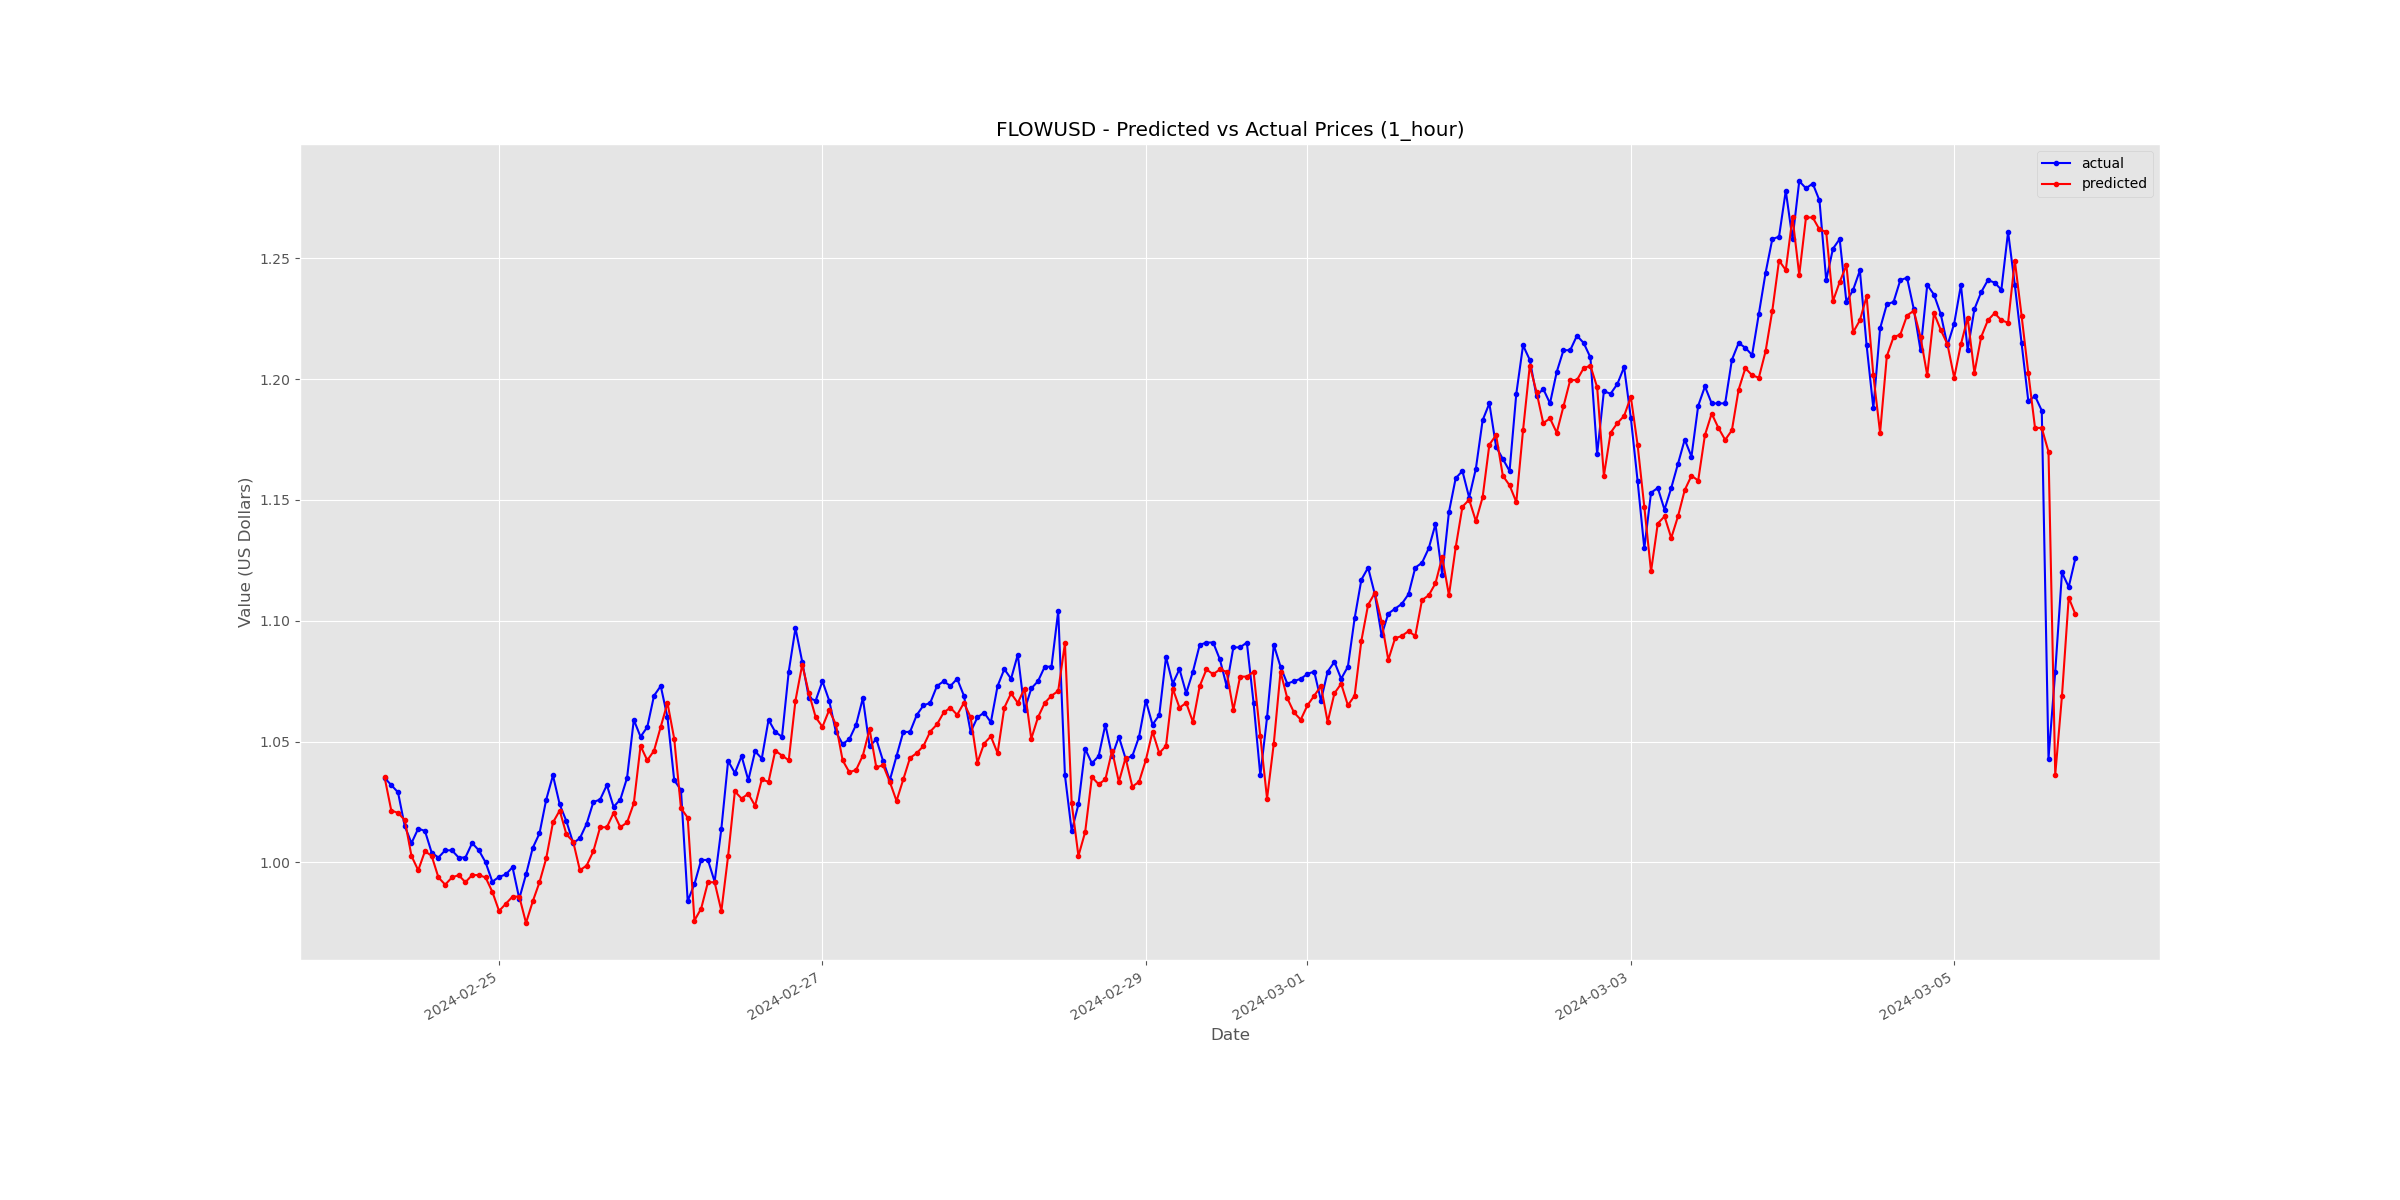 FLOWUSD - Predicted vs Actual Prices (1_hour)
actual
predicted
Value (US Dollars)
1.25
1.20
1.15
1.10
1.05
1.00
2024-02-25
2024-02-27
2024-02-29
2024-03-01
2024-03-03
2024-03-05
Date